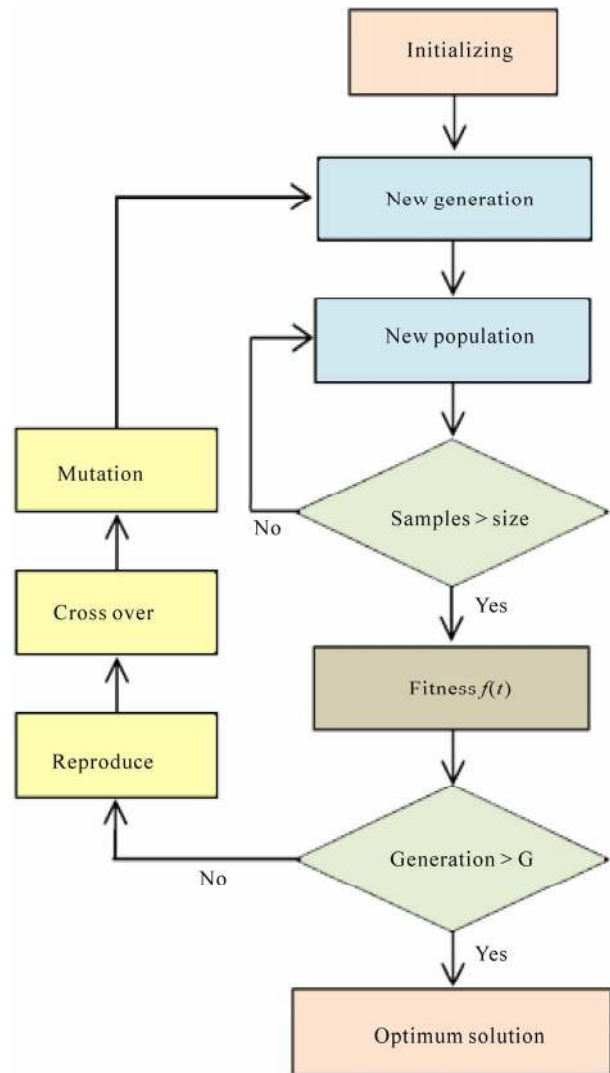 Initializing
New generation
New population
Mutation
Samples > size
No
Yes
Cross over
Fitness f(t)
Reproduce
Generation > G
No
Yes
Optimum solution